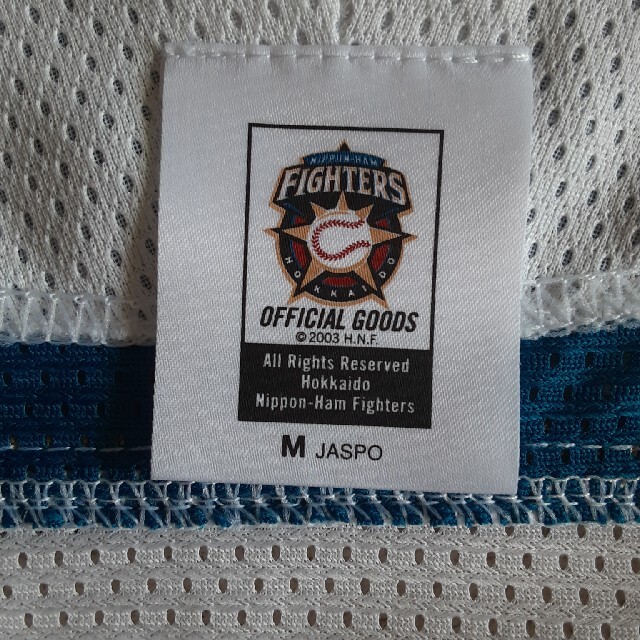 NIPPON-HAM
FIGHTERS
HOKKAIDO
OFFICIAL GOODS
©2003 H.N.F.
All Rights Reserved
Hokkaido
Nippon-Ham Fighters
M JASPO